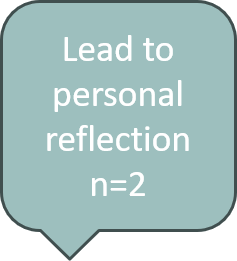 Lead to
personal
reflection
n=2